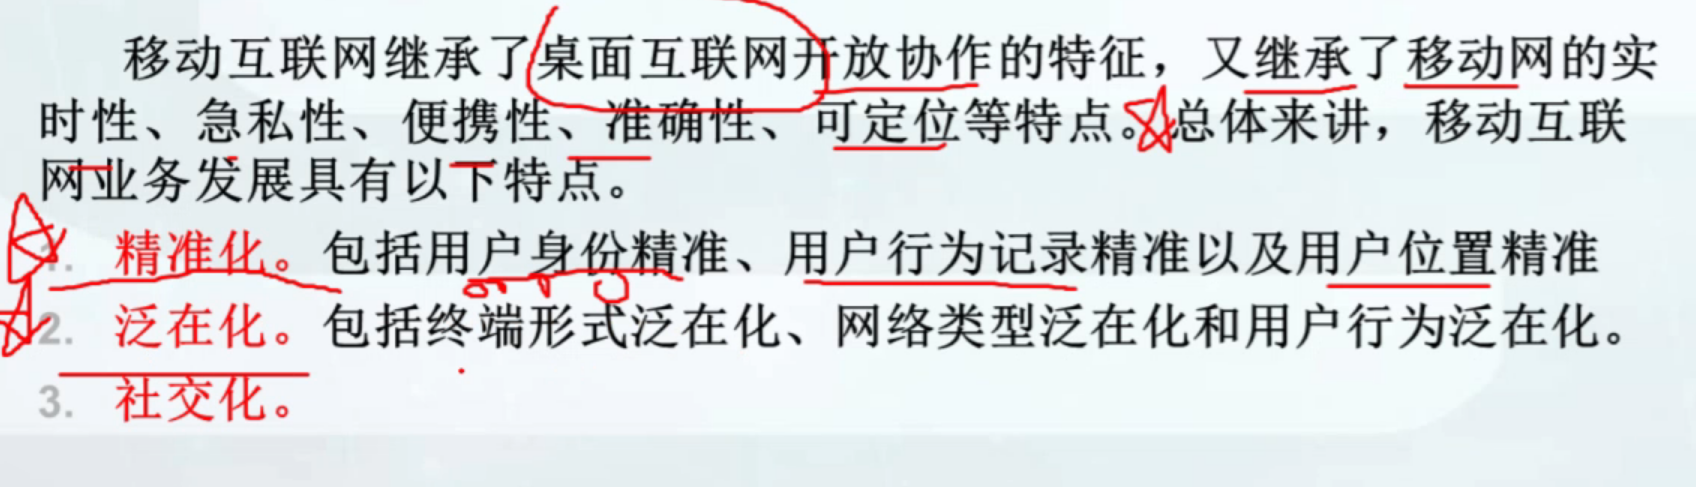 移动互联网继承了桌面互联网开放协作的特征，又继承了移动网的实
时性、急私性、便携性、准确性、可定位等特点。总体来讲，移动互联
网业务发展具有以下特点。
1. 精准化。包括用户身份精准、用户行为记录精准以及用户位置精准
2. 泛在化。包括终端形式泛在化、网络类型泛在化和用户行为泛在化。
3. 社交化。